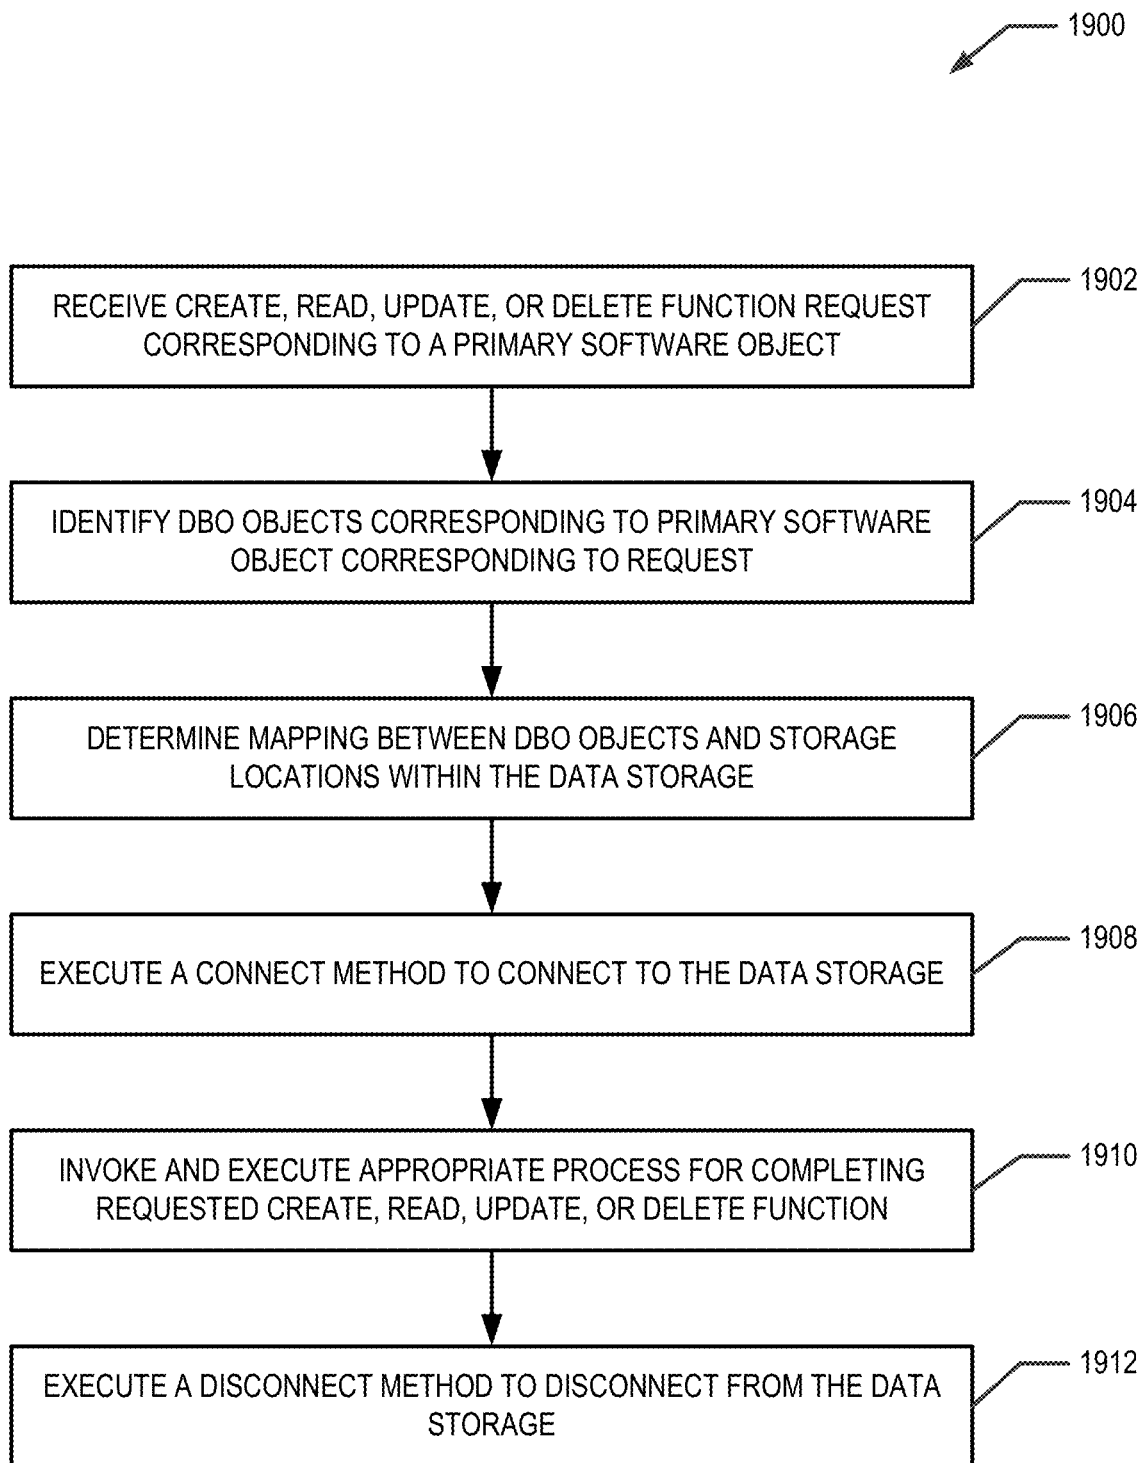 1900
RECEIVE CREATE, READ, UPDATE, OR DELETE FUNCTION REQUEST
CORRESPONDING TO A PRIMARY SOFTWARE OBJECT
1902
IDENTIFY DBO OBJECTS CORRESPONDING TO PRIMARY SOFTWARE
OBJECT CORRESPONDING TO REQUEST
1904
DETERMINE MAPPING BETWEEN DBO OBJECTS AND STORAGE
LOCATIONS WITHIN THE DATA STORAGE
1906
EXECUTE A CONNECT METHOD TO CONNECT TO THE DATA STORAGE
1908
INVOKE AND EXECUTE APPROPRIATE PROCESS FOR COMPLETING
REQUESTED CREATE, READ, UPDATE, OR DELETE FUNCTION
1910
EXECUTE A DISCONNECT METHOD TO DISCONNECT FROM THE DATA
STORAGE
1912